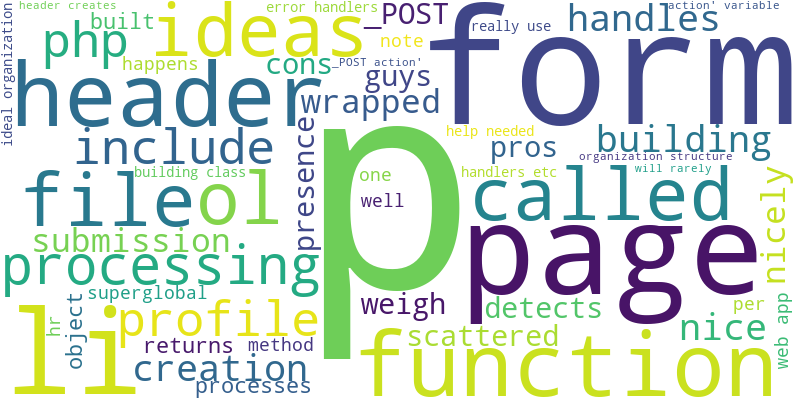 header creates
error handlers
_POST
action' variable
ideal organization
built
ideas
handles
really use
form
php
note
happens
cons
_POST action'
guys
header
wrapped
help needed
include
presence
pros
building
p
organization structure
building class
one
handlers etc
will rarely
file
ol
well
called
nicely
submission
page
processing
superglobal
weigh
detects
per
web app
li
profile
object
hr
scattered
nice
returns
method
function
creation
processes